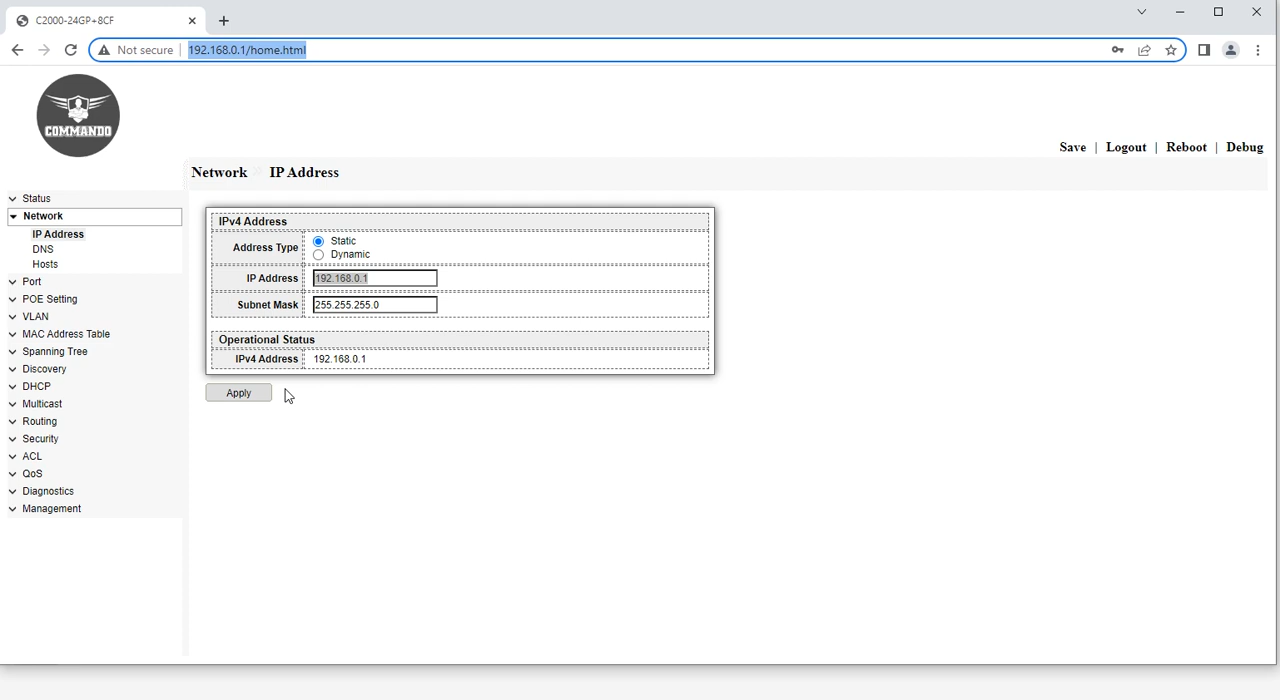 C2000-24GP+8CF
Not secure | 192.168.0.1/home.html
COMMANDO
Save | Logout | Reboot | Debug
Network IP Address
Status
Network
IP Address
DNS
Hosts
Port
POE Setting
VLAN
MAC Address Table
Spanning Tree
Discovery
DHCP
Multicast
Routing
Security
ACL
QoS
Diagnostics
Management
IPv4 Address
Address Type Static
Dynamic
IP Address 192.168.0.1
Subnet Mask 255.255.255.0
Operational Status
IPv4 Address 192.168.0.1
Apply